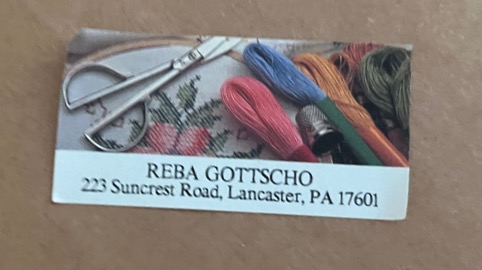 REBA GOTTSCHO
223 Suncrest Road, Lancaster, PA 17601